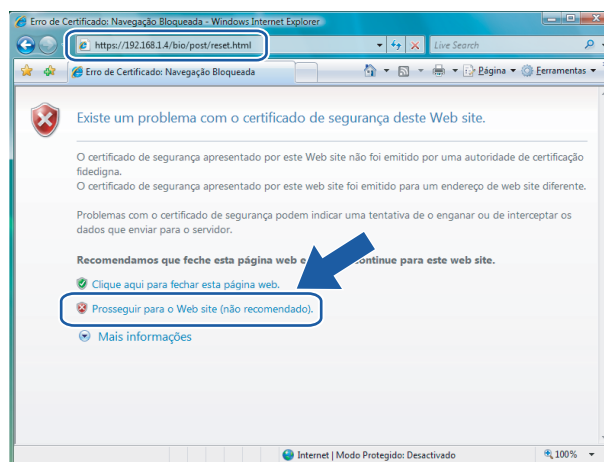 Erro de Certificado: Navegação Bloqueada - Windows Internet Explorer
https://192.168.1.4/bio/post/reset.html
Live Search
Erro de Certificado: Navegação Bloqueada
Página
Ferramentas
Existe um problema com o certificado de segurança deste Web site.
O certificado de segurança apresentado por este Web site não foi emitido por uma autoridade de certificação
fidedigna.
O certificado de segurança apresentado por este web site foi emitido para um endereço de web site diferente.
Problemas com o certificado de segurança podem indicar uma tentativa de o enganar ou de interceptar os
dados que enviar para o servidor.
Recomendamos que feche esta página web e continue para este web site.
Clique aqui para fechar esta página web.
Prosseguir para o Web site (não recomendado).
Mais informações
Internet | Modo Protegido: Desactivado
100%